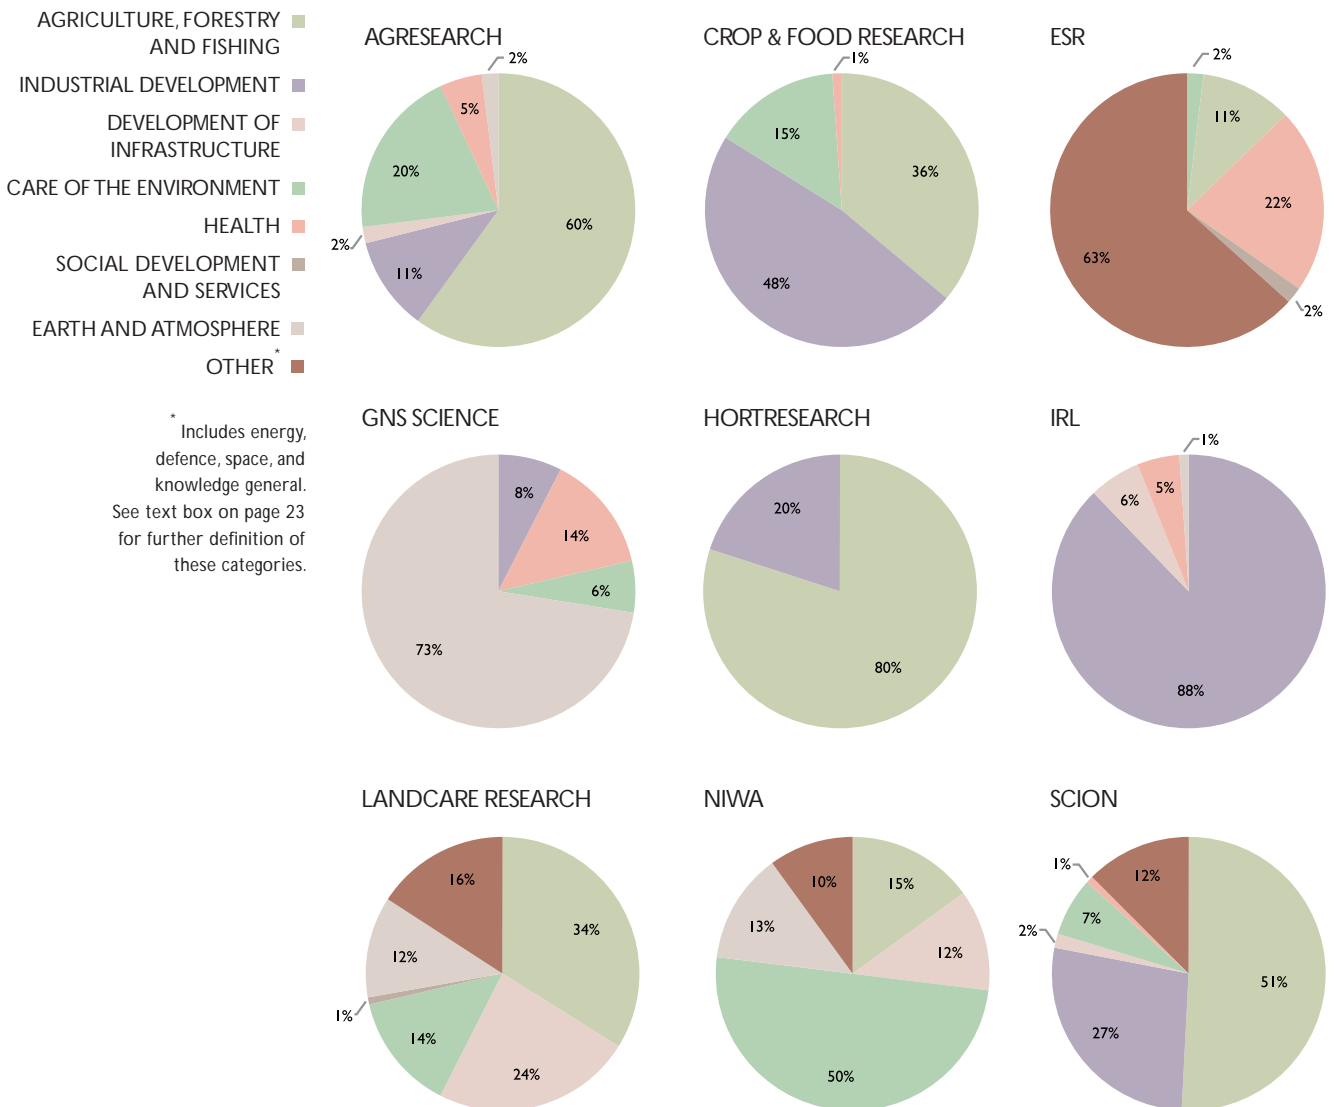 AGRICULTURE, FORESTRY
AND FISHING
INDUSTRIAL DEVELOPMENT
DEVELOPMENT OF
INFRASTRUCTURE
CARE OF THE ENVIRONMENT
HEALTH
SOCIAL DEVELOPMENT
AND SERVICES
EARTH AND ATMOSPHERE
OTHER*
* Includes energy,
defence, space, and
knowledge general.
See text box on page 23
for further definition of
these categories.
AGRESEARCH
2%
5%
20%
60%
2%
11%
CROP & FOOD RESEARCH
1%
15%
36%
48%
ESR
2%
11%
22%
63%
2%
GNS SCIENCE
8%
14%
6%
73%
HORTRESEARCH
20%
80%
IRL
1%
5%
6%
88%
LANDCARE RESEARCH
16%
34%
12%
1%
14%
24%
NIWA
10%
15%
13%
12%
50%
SCION
1%
12%
7%
2%
51%
27%